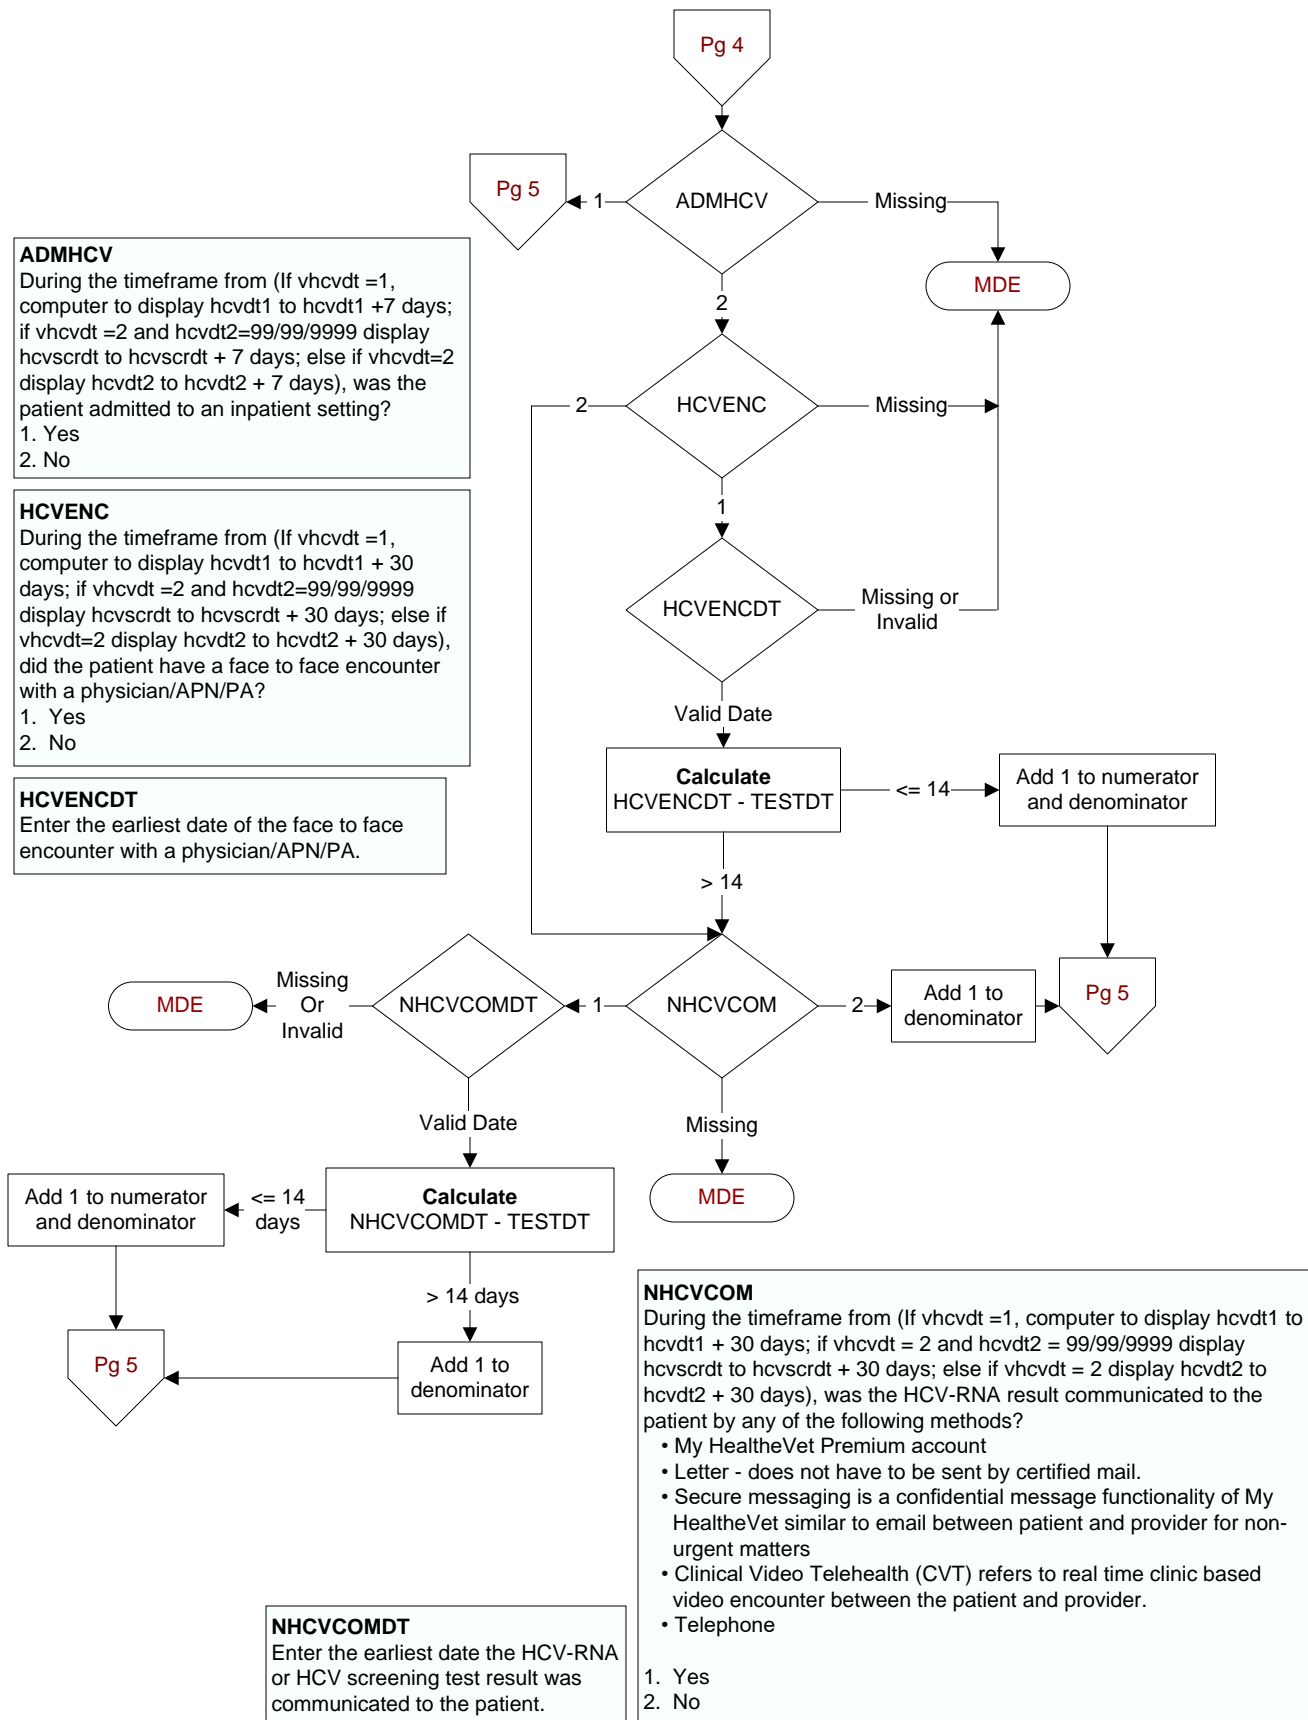 Pg 4
Pg 5
1
ADMHCV
Missing
MDE
2
ADMHCV
During the timeframe from (If vhcvdt =1,
computer to display hcvdt1 to hcvdt1 +7 days;
if vhcvdt =2 and hcvdt2=99/99/9999 display
hcvscrdt to hcvscrdt + 7 days; else if vhcvdt=2
display hcvdt2 to hcvdt2 + 7 days), was the
patient admitted to an inpatient setting?
1. Yes
2. No
2
HCVENC
Missing
1
HCVENC
During the timeframe from (If vhcvdt =1,
computer to display hcvdt1 to hcvdt1 + 30
days; if vhcvdt =2 and hcvdt2=99/99/9999
display hcvscrdt to hcvscrdt + 30 days; else if
vhcvdt=2 display hcvdt2 to hcvdt2 + 30 days),
did the patient have a face to face encounter
with a physician/APN/PA?
1. Yes
2. No
HCVENCDT
Missing or
Invalid
Valid Date
HCVENCDT
Enter the earliest date of the face to face
encounter with a physician/APN/PA.
Calculate
HCVENCDT - TESTDT
<= 14
Add 1 to numerator
and denominator
> 14
MDE
Missing
Or
Invalid
NHCVCOMDT
1
NHCVCOM
2
Add 1 to
denominator
Pg 5
Valid Date
Missing
MDE
Add 1 to numerator
and denominator
<= 14
days
Calculate
NHCVCOMDT - TESTDT
> 14 days
Pg 5
Add 1 to
denominator
NHCVCOM
During the timeframe from (If vhcvdt =1, computer to display hcvdt1 to
hcvdt1 + 30 days; if vhcvdt = 2 and hcvdt2 = 99/99/9999 display
hcvscrdt to hcvscrdt + 30 days; else if vhcvdt = 2 display hcvdt2 to
hcvdt2 + 30 days), was the HCV-RNA result communicated to the
patient by any of the following methods?
• My HealtheVet Premium account
• Letter - does not have to be sent by certified mail.
• Secure messaging is a confidential message functionality of My
HealtheVet similar to email between patient and provider for non-
urgent matters
• Clinical Video Telehealth (CVT) refers to real time clinic based
video encounter between the patient and provider.
• Telephone
1. Yes
2. No
NHCVCOMDT
Enter the earliest date the HCV-RNA
or HCV screening test result was
communicated to the patient.